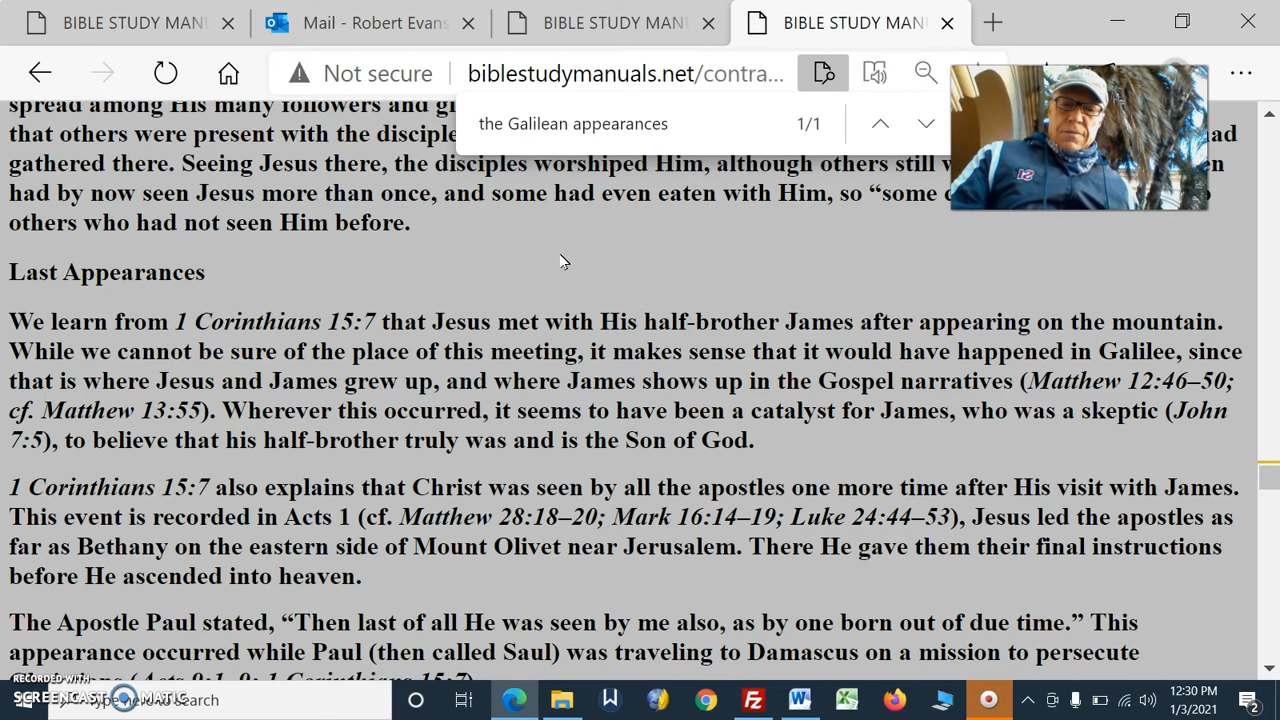 BIBLE STUDY MANU
Mail - Robert Evans
BIBLE STUDY MANU
BIBLE STUDY MANU
Not secure
biblestudymanuals.net/contra...
the Galilean appearances 1/1
spread among His many followers and
that others were present with the
gathered there. Seeing Jesus there, the disciples worshiped Him, although others still
had by now seen Jesus more than once, and some had even eaten with Him, so “some
others who had not seen Him before.
Last Appearances
We learn from 1 Corinthians 15:7 that Jesus met with His half-brother James after appearing on the mountain.
While we cannot be sure of the place of this meeting, it makes sense that it would have happened in Galilee, since
that is where Jesus and James grew up, and where James shows up in the Gospel narratives (Matthew 12:46–50;
cf. Matthew 13:55). Wherever this occurred, it seems to have been a catalyst for James, who was a skeptic (John
7:5), to believe that his half-brother truly was and is the Son of God.
1 Corinthians 15:7 also explains that Christ was seen by all the apostles one more time after His visit with James.
This event is recorded in Acts 1 (cf. Matthew 28:18–20; Mark 16:14–19; Luke 24:44–53), Jesus led the apostles as
far as Bethany on the eastern side of Mount Olivet near Jerusalem. There He gave them their final instructions
before He ascended into heaven.
The Apostle Paul stated, “Then last of all He was seen by me also, as by one born out of due time.” This
appearance occurred while Paul (then called Saul) was traveling to Damascus on a mission to persecute
RECORDED WITH
SCREENCAST MATIC
Type here to search
12:30 PM
1/3/2021
2